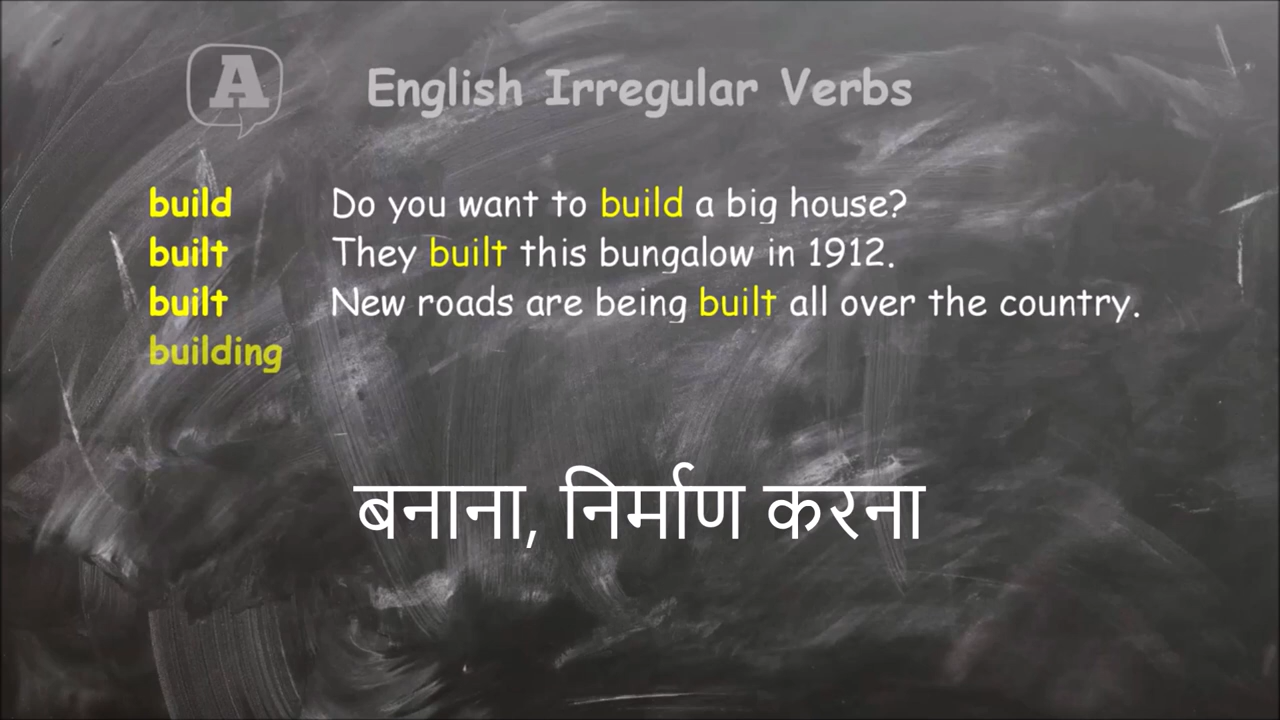 A English Irregular Verbs
build Do you want to build a big house?
built They built this bungalow in 1912.
built New roads are being built all over the country.
building
बनाना, निर्माण करना